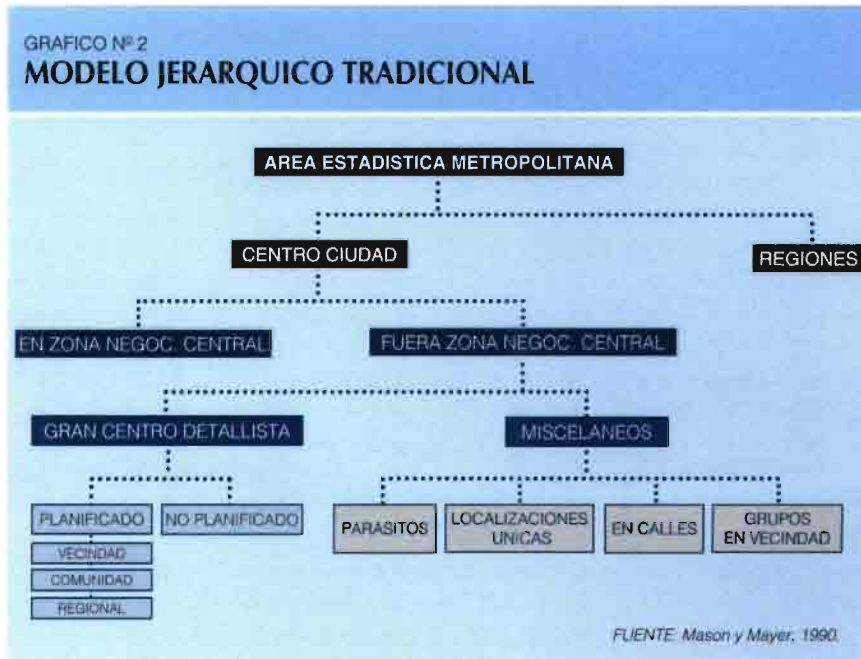 GRAFICO Nº 2
MODELO JERARQUICO TRADICIONAL
AREA ESTADISTICA METROPOLITANA
CENTRO CIUDAD
REGIONES
EN ZONA NEGOC. CENTRAL
FUERA ZONA NEGOC. CENTRAL
GRAN CENTRO DETALLISTA
MISCELANEOS
PLANIFICADO
NO PLANIFICADO
PARASITOS
LOCALIZACIONES
UNICAS
EN CALLES
GRUPOS
EN VECINDAD
VECINDAD
COMUNIDAD
REGIONAL
FUENTE: Mason y Mayer, 1990.